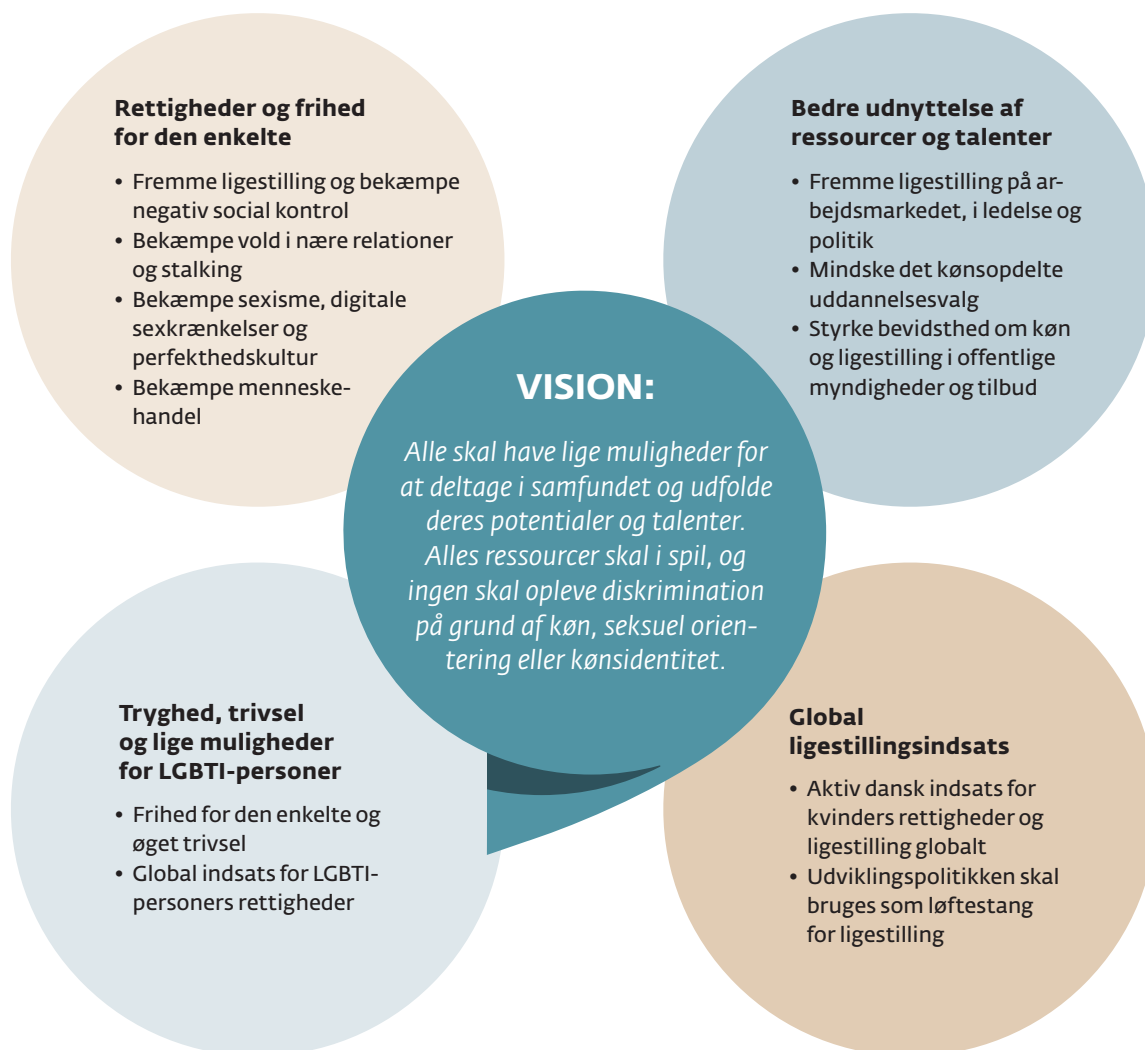 Rettigheder og frihed
for den enkelte
• Fremme ligestilling og bekæmpe
negativ social kontrol
• Bekæmpe vold i nære relationer
og stalking
• Bekæmpe sexisme, digitale
sexkrænkelser og
perfekthedskultur
• Bekæmpe menneske-
handel
Bedre udnyttelse af
ressourcer og talenter
• Fremme ligestilling på ar-
bejdsmarkedet, i ledelse og
politik
• Mindske det kønsopdelte
uddannelsesvalg
• Styrke bevidsthed om køn
og ligestilling i offentlige
myndigheder og tilbud
VISION:
Alle skal have lige muligheder for
at deltage i samfundet og udfolde
deres potentialer og talenter.
Alles ressourcer skal i spil, og
ingen skal opleve diskrimination
på grund af køn, seksuel orien-
tering eller kønsidentitet.
Tryghed, trivsel
og lige muligheder
for LGBTI-personer
• Frihed for den enkelte og
øget trivsel
• Global indsats for LGBTI-
personers rettigheder
Global
ligestillingsindsats
• Aktiv dansk indsats for
kvinders rettigheder og
ligestilling globalt
• Udviklingspolitikken skal
bruges som løftestang
for ligestilling